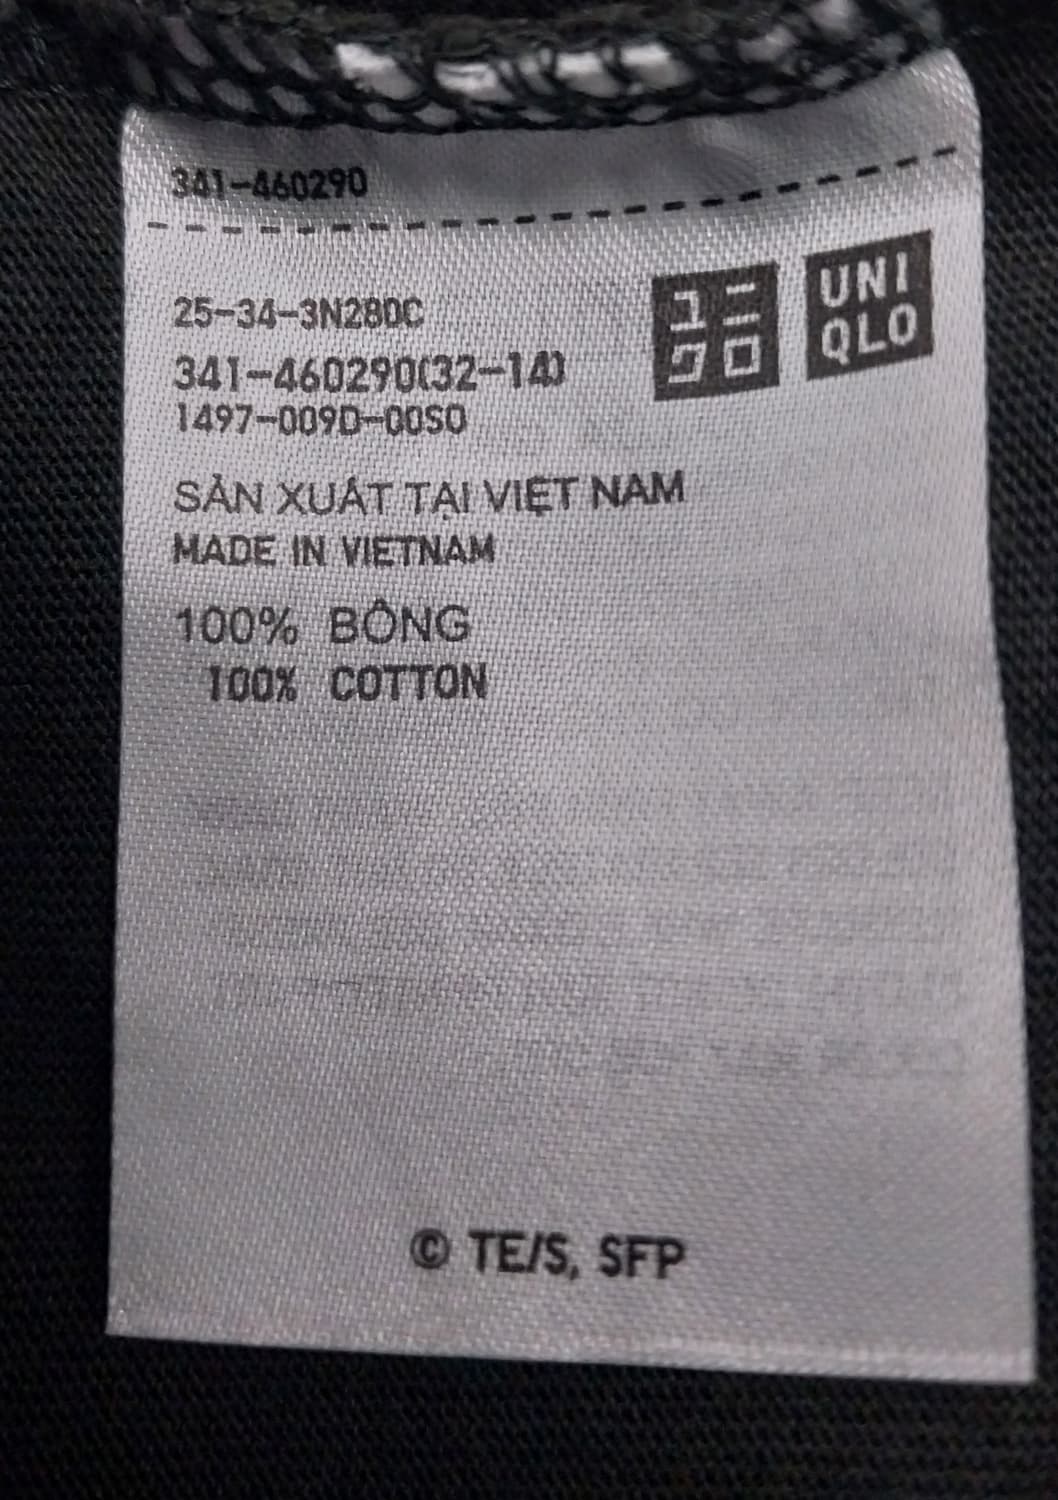 341-460290
ユニ
クロ
UNI
QLO
25-34-3N280C
341-460290(32-14)
1497-009D-00S0
SẢN XUẤT TẠI VIỆT NAM
MADE IN VIETNAM
100% BÔNG
100% COTTON
© TE/S, SFP